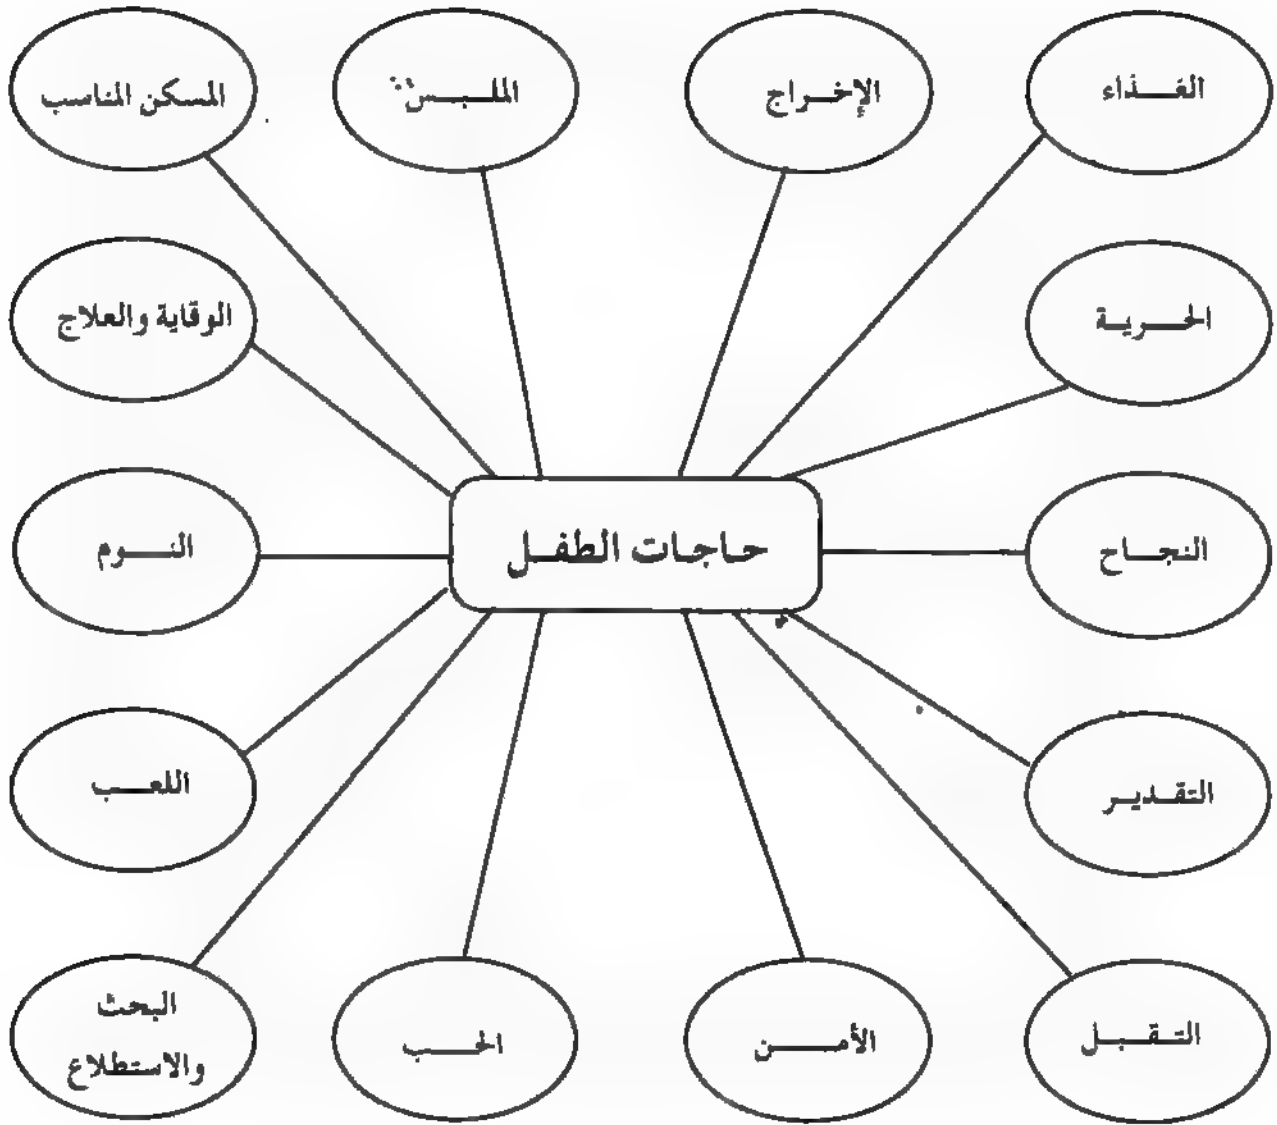 الغذاء
الإخراج
الملبس
المسكن المناسب
الحرية
الوقاية والعلاج
النجاح
حاجات الطفل
النوم
التقدير
اللعب
التقبل
الأمن
الحب
البحث
والاستطلاع